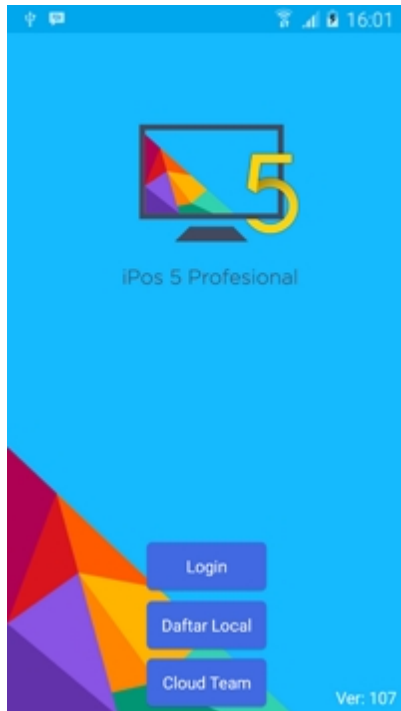 16:01
5
iPos 5 Profesional
Login
Daftar Local
Cloud Team
Ver: 107